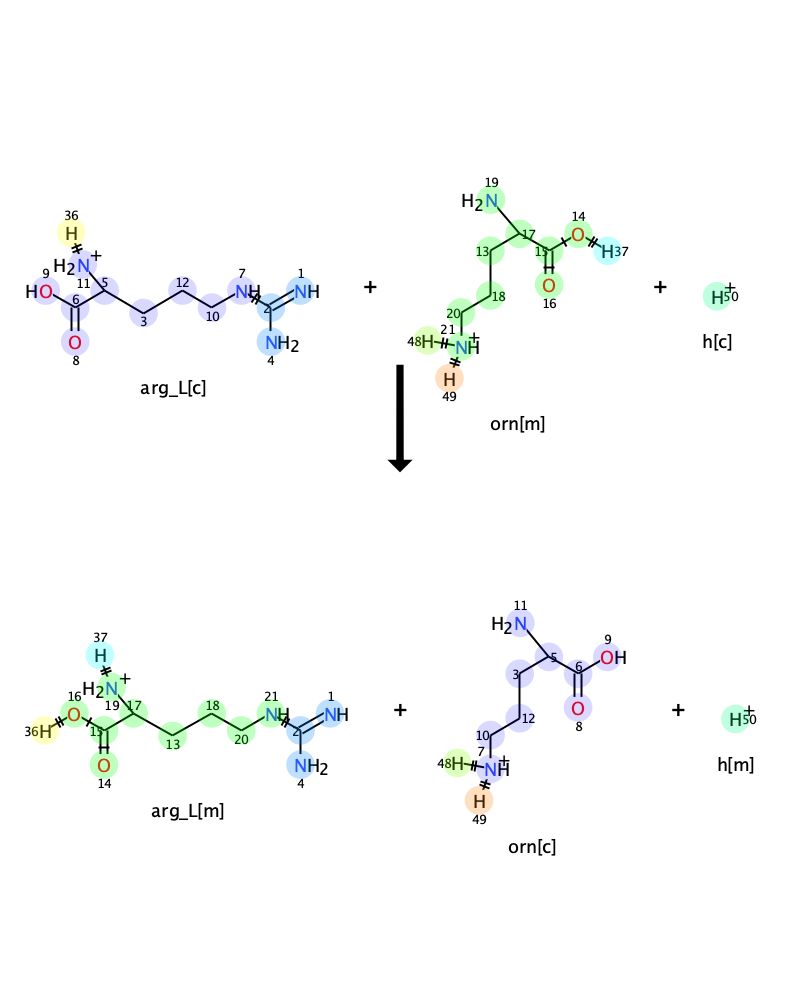 36
H
H2N+
11
9
HO
6
5
3
12
10
7
NH
2
1
NH
NH2
4
O
8
arg_L[c]
+
19
H2N
17
13
15
14
O
H37
O
16
18
20
21
48H
NH+
H
49
orn[m]
+
H+50
h[c]
37
H
H2N+
19
16
O
36H
15
17
13
18
20
21
NH
2
1
NH
NH2
4
O
14
arg_L[m]
+
11
H2N
5
3
6
9
OH
O
8
12
10
7
48H
NH+
H
49
orn[c]
+
H+50
h[m]